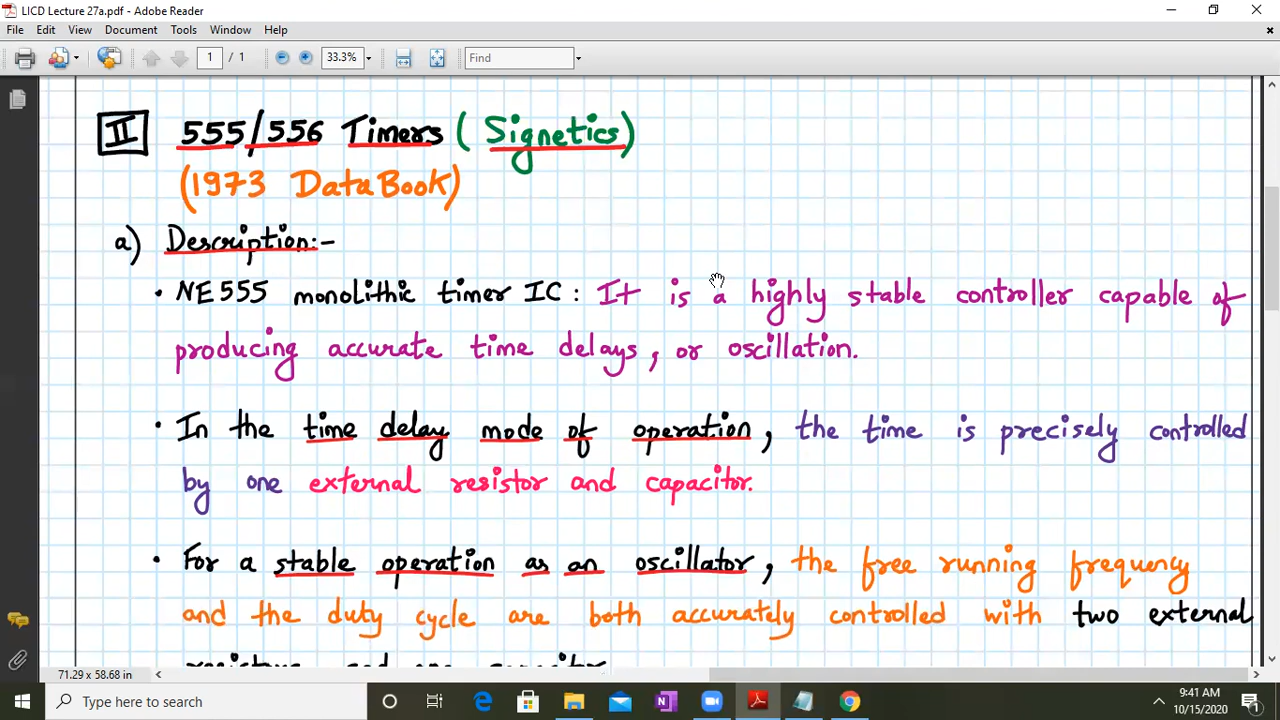 LICD Lecture 27a.pdf - Adobe Reader
File Edit View Document Tools Window Help
1 / 1 33.3% Find
II 555/556 Timers (Signetics)
(1973 DataBook)
a) Description:-
• NE555 monolithic timer IC : It is a highly stable controller capable of
producing accurate time delays, or oscillation.
• In the time delay mode of operation, the time is precisely controlled
by one external resistor and capacitor.
• For a stable operation as an oscillator, the free running frequency
and the duty cycle are both accurately controlled with two external
resistors and one capacitor
71.29 x 58.68 in
Type here to search
9:41 AM
10/15/2020
1